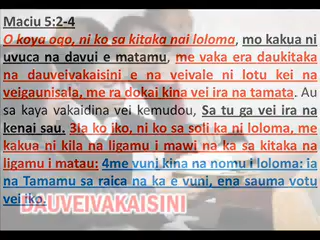 Maciu 5:2-4
O koya oqo, ni ko sa kitaka nai loloma, mo kakua ni
uvuca na davui e matamu, me vaka era daukitaka
na dauveivakaisini e na veivale ni lotu kei na
veigaunisala, me ra dokai kina vei ira na tamata. Au
sa kaya vakaidina vei kemudou, Sa tu ga vei ira na
kenai sau. 3Ia ko iko, ni ko sa soli ka ni loloma, me
kakua ni kila na ligamu i mawi na ka sa kitaka na
ligamu i matau: 4me vuni kina na nomu i loloma: ia
na Tamamu sa raica na ka e vuni, ena sauma votu
vei iko.
DAUVEIVAKAISINI